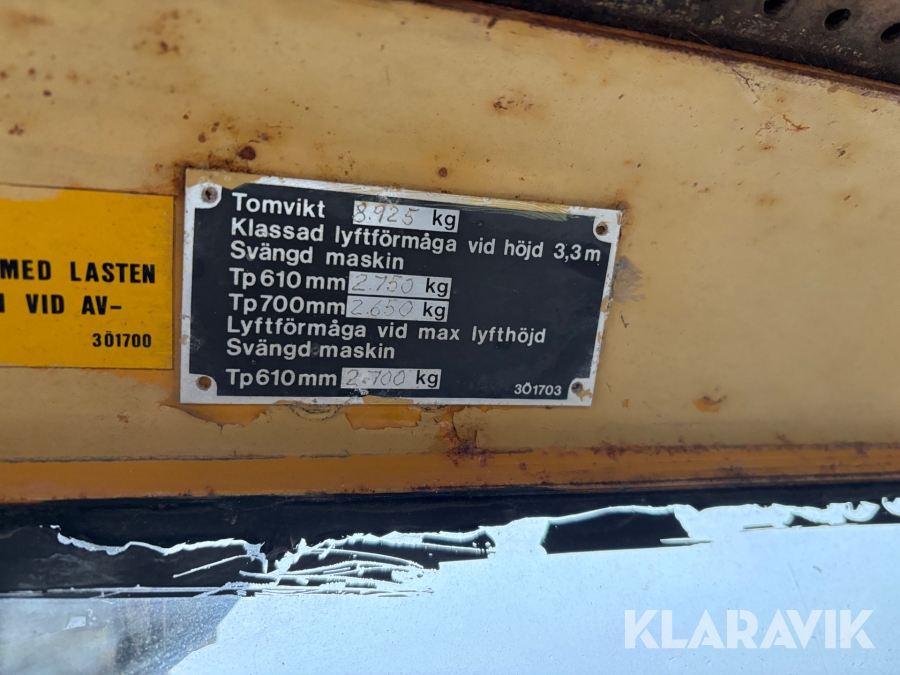 MED LASTEN
VID AV-
301700
Tomvikt 8.925 kg
Klassad lyftförmåga vid höjd 3,3 m
Svängd maskin
Tp 610 mm 2.750 kg
Tp 700 mm 2.650 kg
Lyftförmåga vid max lyfthöjd
Svängd maskin
Tp 610 mm 2.700 kg
301703
KLARAVIK